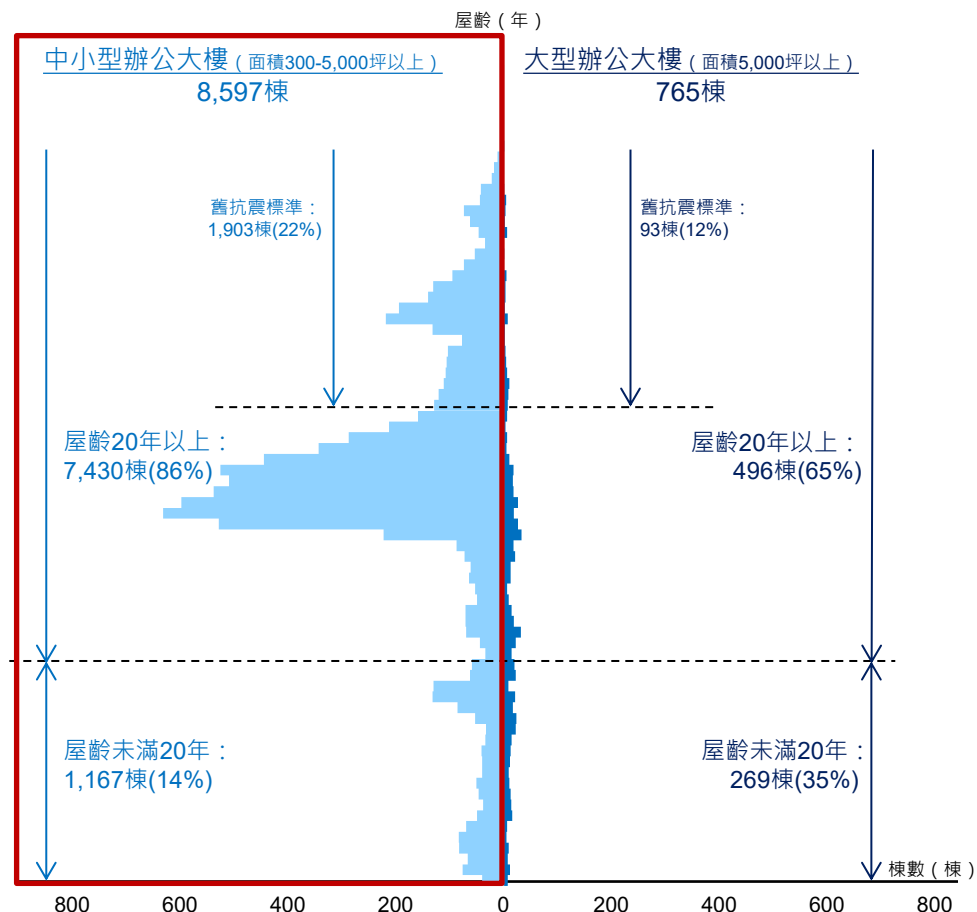 屋齡（年）
中小型辦公大樓（面積300-5,000坪以上）
8,597棟
大型辦公大樓（面積5,000坪以上）
765棟
舊抗震標準：
1,903棟(22%)
舊抗震標準：
93棟(12%)
屋齡20年以上：
7,430棟(86%)
屋齡20年以上：
496棟(65%)
屋齡未滿20年：
1,167棟(14%)
屋齡未滿20年：
269棟(35%)
棟數（棟）
800 600 400 200 0 200 400 600 800